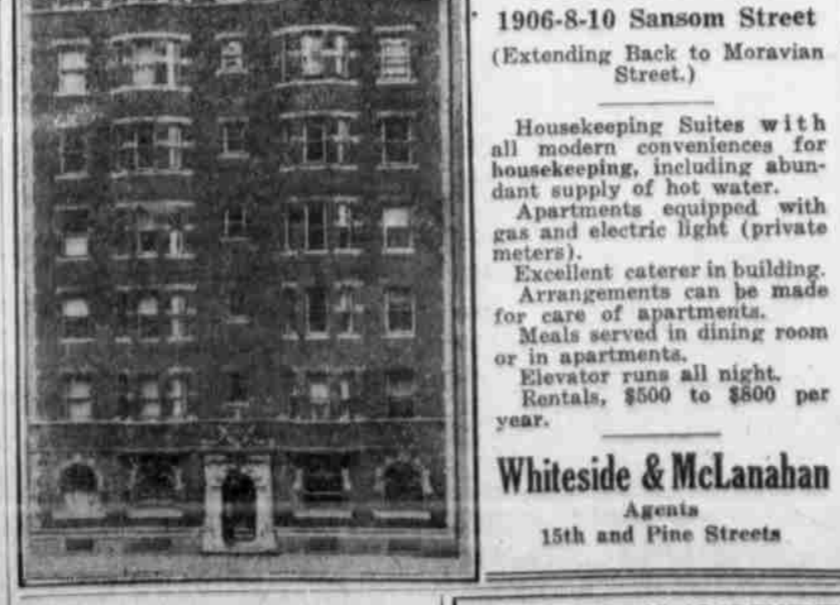 1906-8-10 Sansom Street
(Extending Back to Moravian
Street.)
Housekeeping Suites with
all modern conveniences for
housekeeping, including abun-
dant supply of hot water.
Apartments equipped with
gas and electric light (private
meters).
Excellent caterer in building.
Arrangements can be made
for care of apartments.
Meals served in dining room
or in apartments.
Elevator runs all night.
Rentals, $500 to $800 per
year.
Whiteside & McLanahan
Agents
15th and Pine Streets